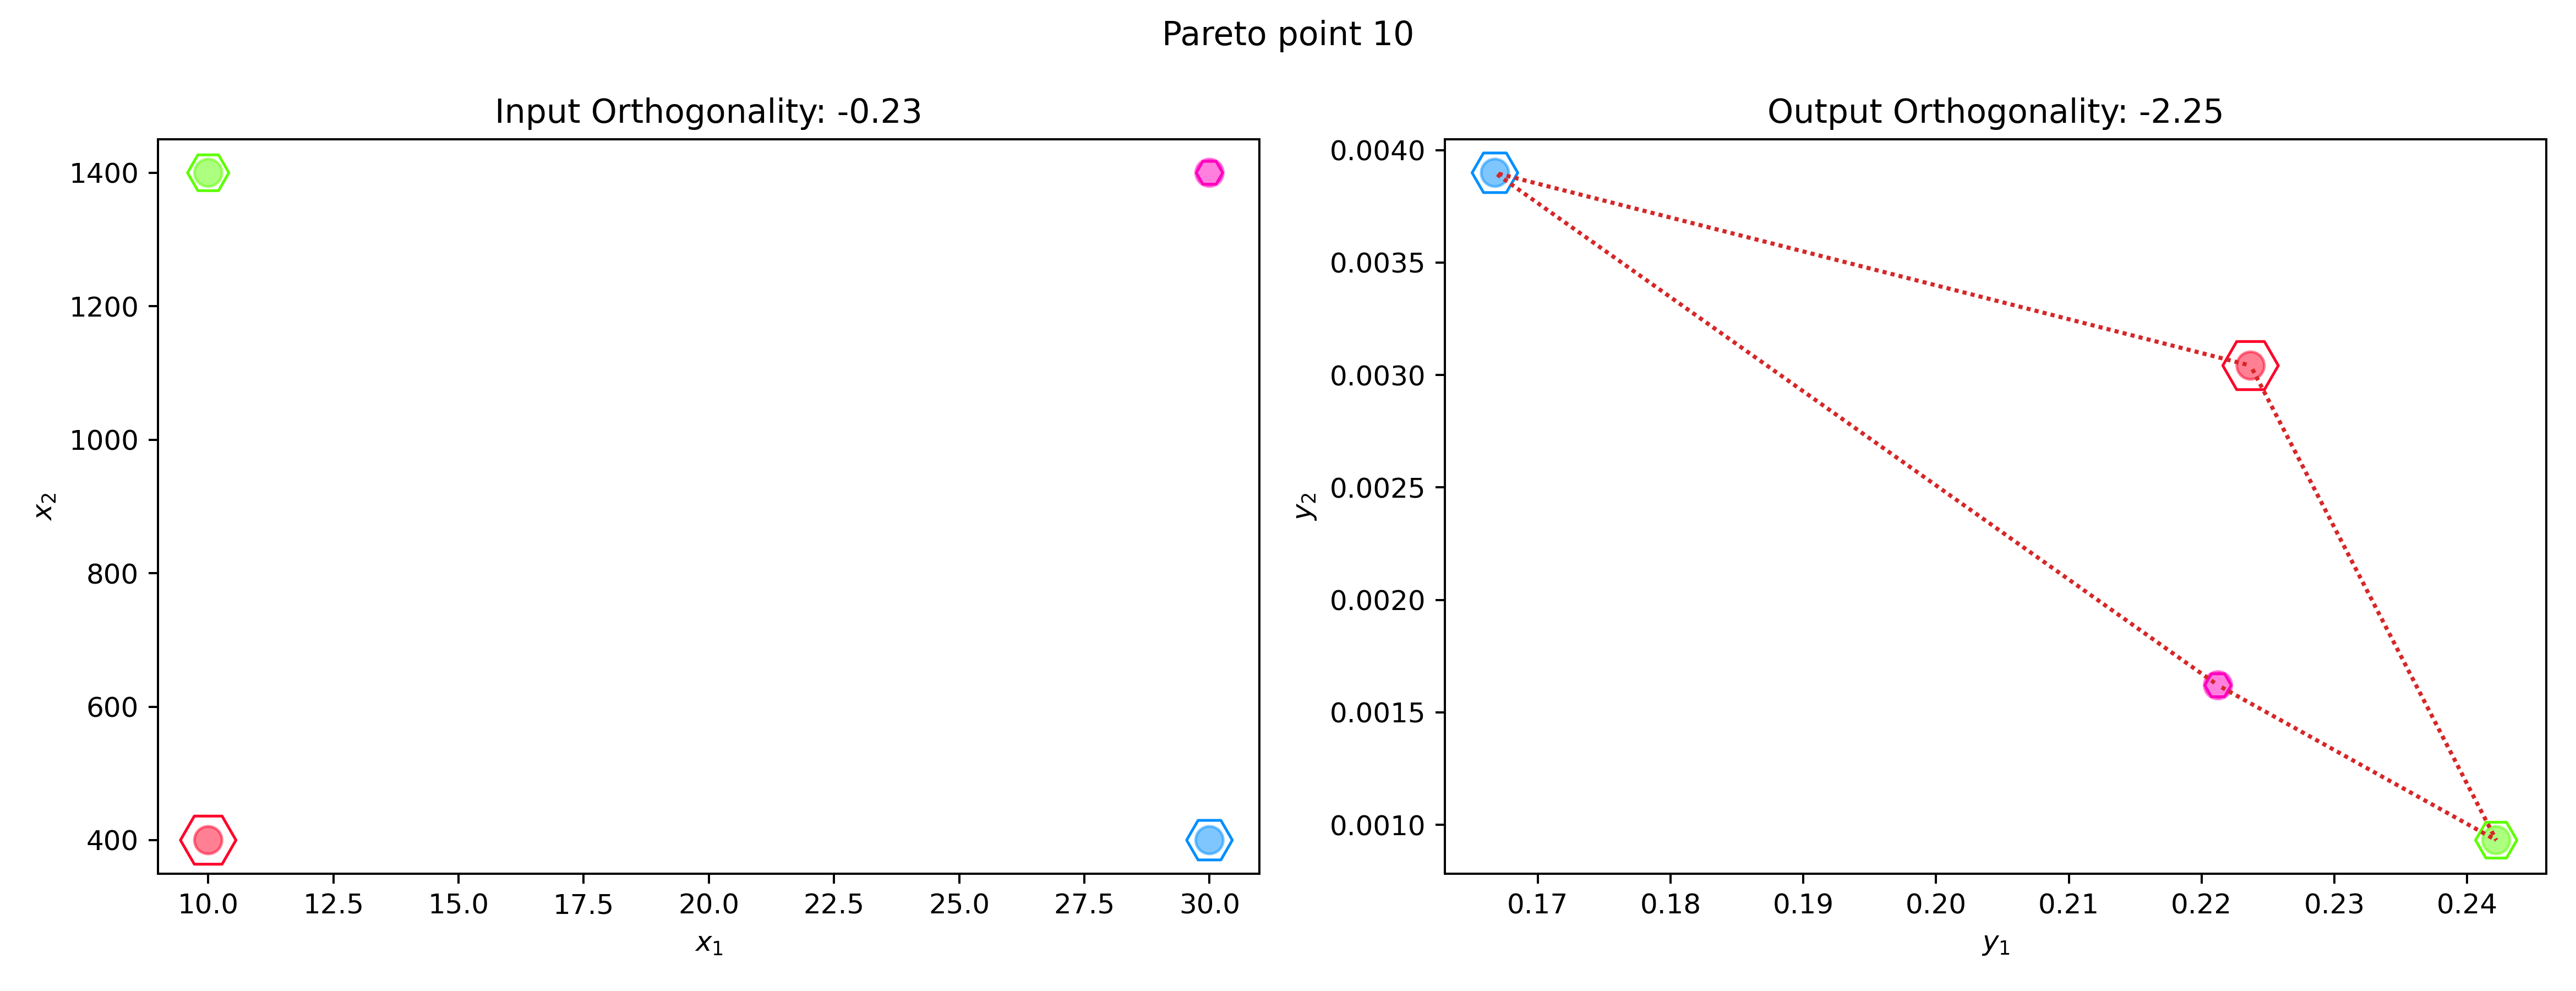 Pareto point 10
Input Orthogonality: -0.23
1400
1200
1000
800
600
400
x₂
10.0 12.5 15.0 17.5 20.0 22.5 25.0 27.5 30.0
x₁
Output Orthogonality: -2.25
0.0040
0.0035
0.0030
0.0025
0.0020
0.0015
0.0010
y₂
0.17 0.18 0.19 0.20 0.21 0.22 0.23 0.24
y₁